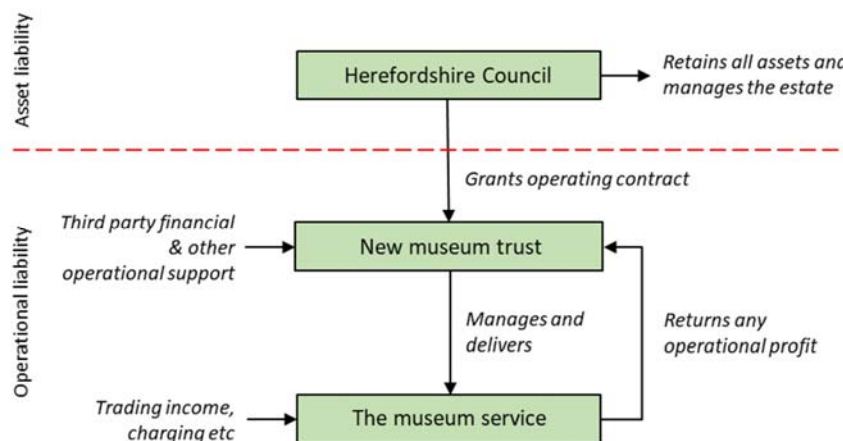 Asset liability
Herefordshire Council
Retains all assets and
manages the estate
Grants operating contract
Operational liability
Third party financial
& other
operational support
New museum trust
Manages and
delivers
Returns any
operational profit
Trading income,
charging etc
The museum service